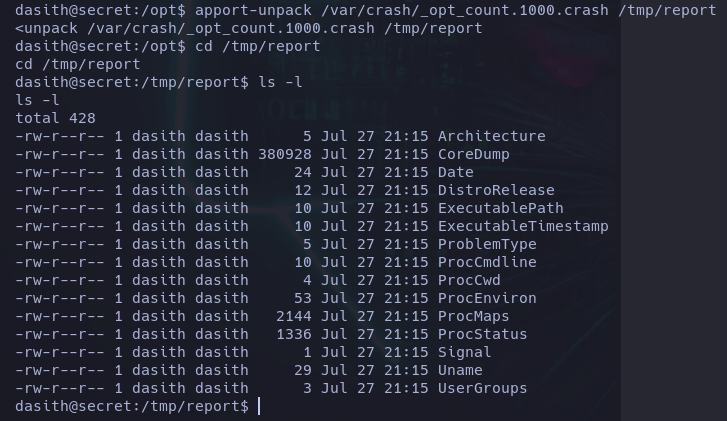 dasith@secret:/opt$ apport-unpack /var/crash/_opt_count.1000.crash /tmp/report
<unpack /var/crash/_opt_count.1000.crash /tmp/report
dasith@secret:/opt$ cd /tmp/report
cd /tmp/report
dasith@secret:/tmp/report$ ls -l
ls -l
total 428
-rw-r--r-- 1 dasith dasith      5 Jul 27 21:15 Architecture
-rw-r--r-- 1 dasith dasith 380928 Jul 27 21:15 CoreDump
-rw-r--r-- 1 dasith dasith     24 Jul 27 21:15 Date
-rw-r--r-- 1 dasith dasith     12 Jul 27 21:15 DistroRelease
-rw-r--r-- 1 dasith dasith     10 Jul 27 21:15 ExecutablePath
-rw-r--r-- 1 dasith dasith     10 Jul 27 21:15 ExecutableTimestamp
-rw-r--r-- 1 dasith dasith      5 Jul 27 21:15 ProblemType
-rw-r--r-- 1 dasith dasith     10 Jul 27 21:15 ProcCmdline
-rw-r--r-- 1 dasith dasith      4 Jul 27 21:15 ProcCwd
-rw-r--r-- 1 dasith dasith     53 Jul 27 21:15 ProcEnviron
-rw-r--r-- 1 dasith dasith   2144 Jul 27 21:15 ProcMaps
-rw-r--r-- 1 dasith dasith   1336 Jul 27 21:15 ProcStatus
-rw-r--r-- 1 dasith dasith      1 Jul 27 21:15 Signal
-rw-r--r-- 1 dasith dasith     29 Jul 27 21:15 Uname
-rw-r--r-- 1 dasith dasith      3 Jul 27 21:15 UserGroups
dasith@secret:/tmp/report$